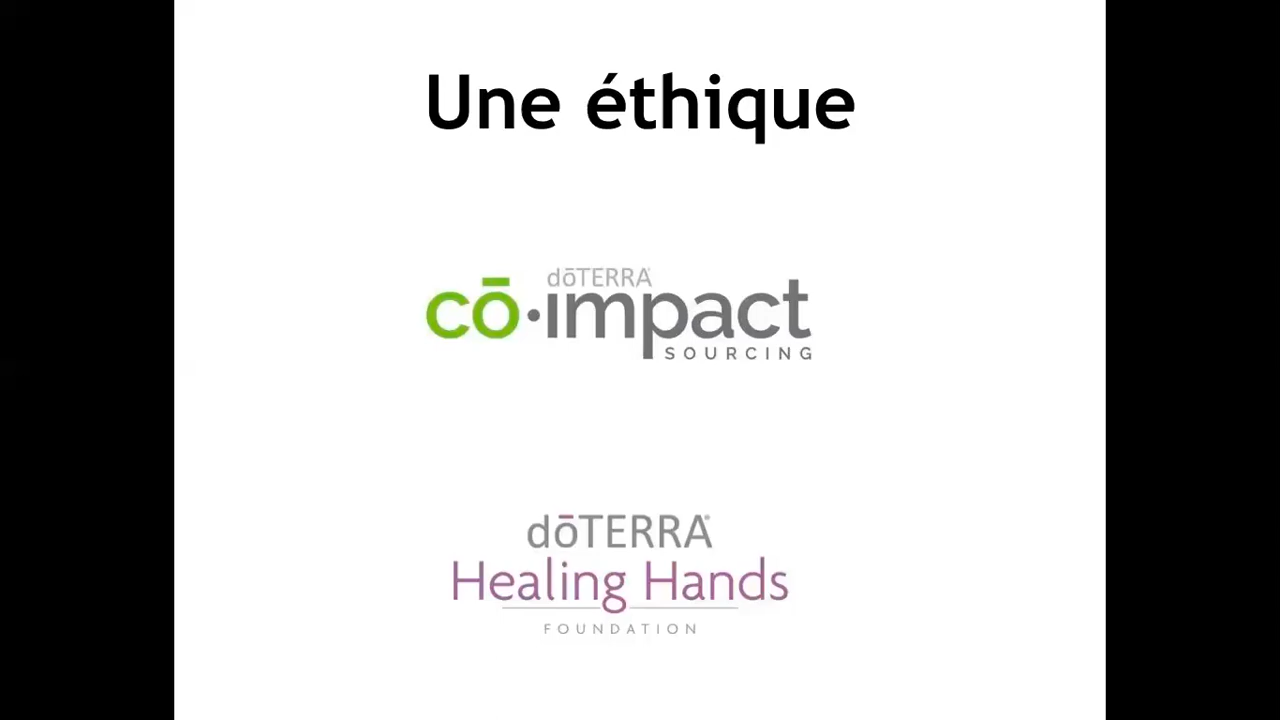 Une éthique
dōTERRA
cō·impact
SOURCING
dōTERRA®
Healing Hands
FOUNDATION